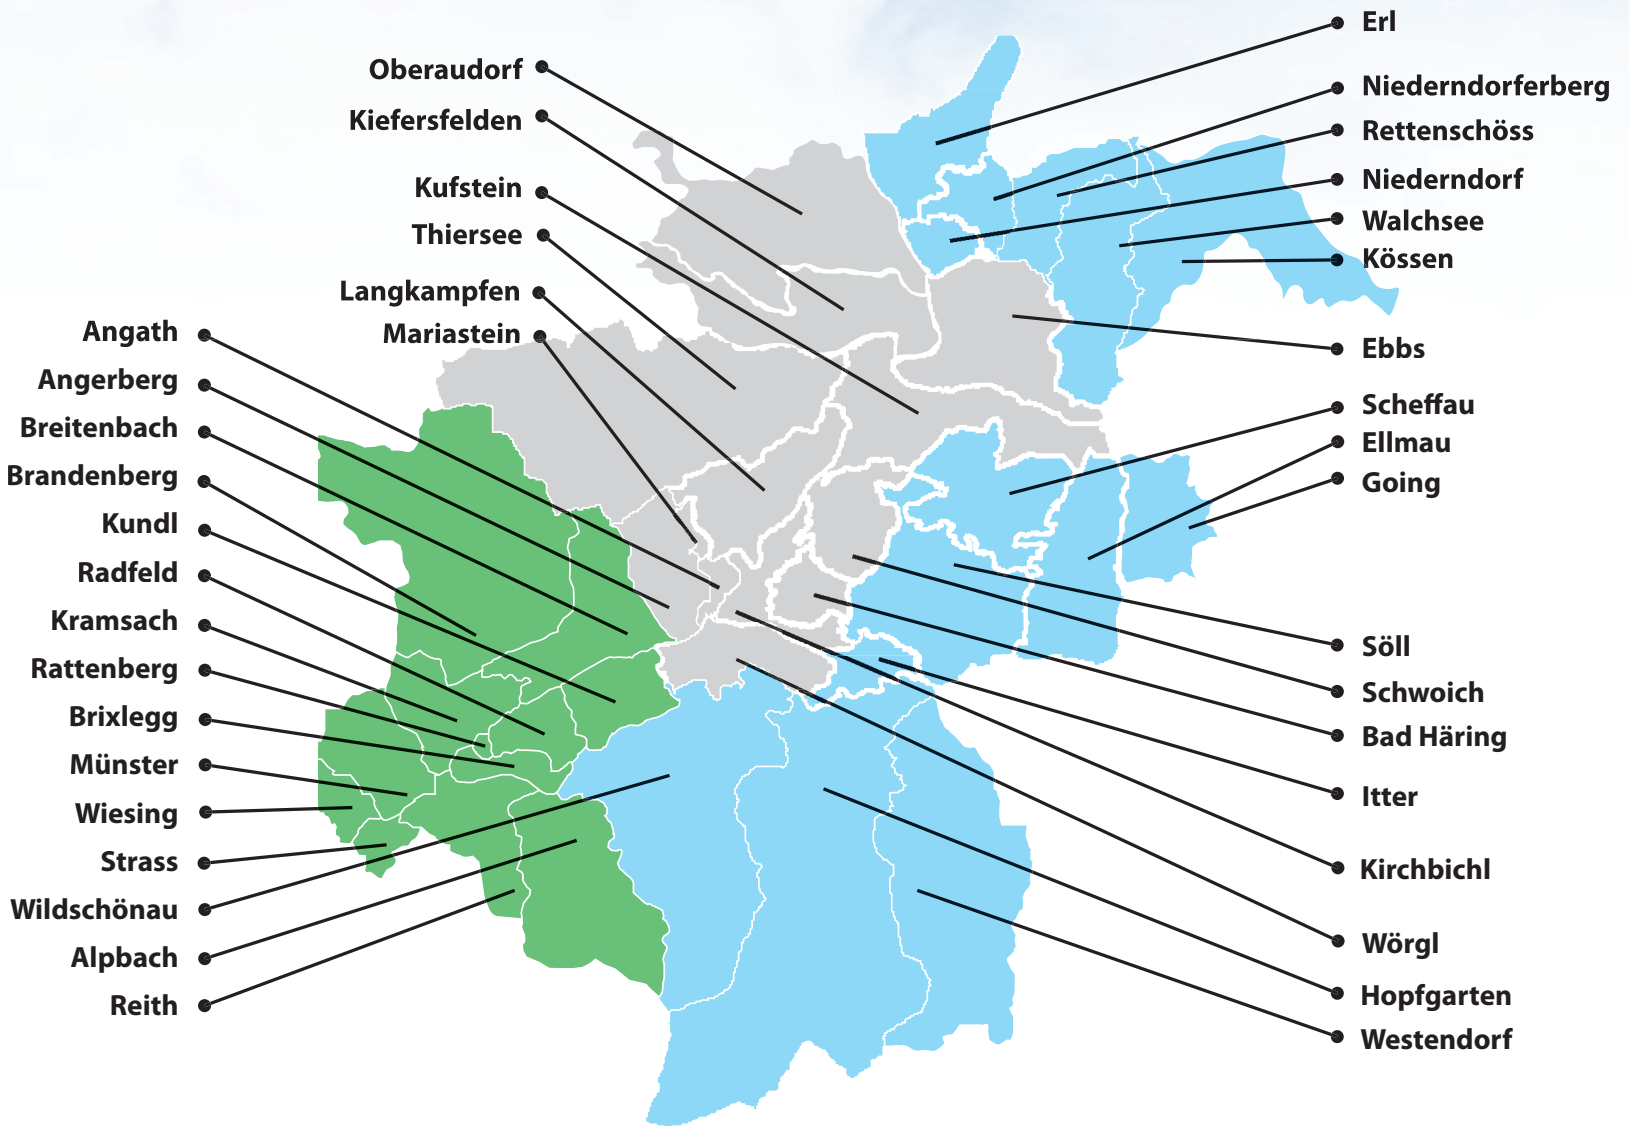 Oberaudorf
Kiefersfelden
Kufstein
Thiersee
Langkampfen
Mariastein
Angath
Angerberg
Breitenbach
Brandenberg
Kundl
Radfeld
Kramsach
Rattenberg
Brixlegg
Münster
Wiesing
Strass
Wildschönau
Alpbach
Reith
Erl
Niederndorferberg
Rettenschöss
Niederndorf
Walchsee
Kössen
Ebbs
Scheffau
Ellmau
Going
Söll
Schwoich
Bad Häring
Itter
Kirchbichl
Wörgl
Hopfgarten
Westendorf